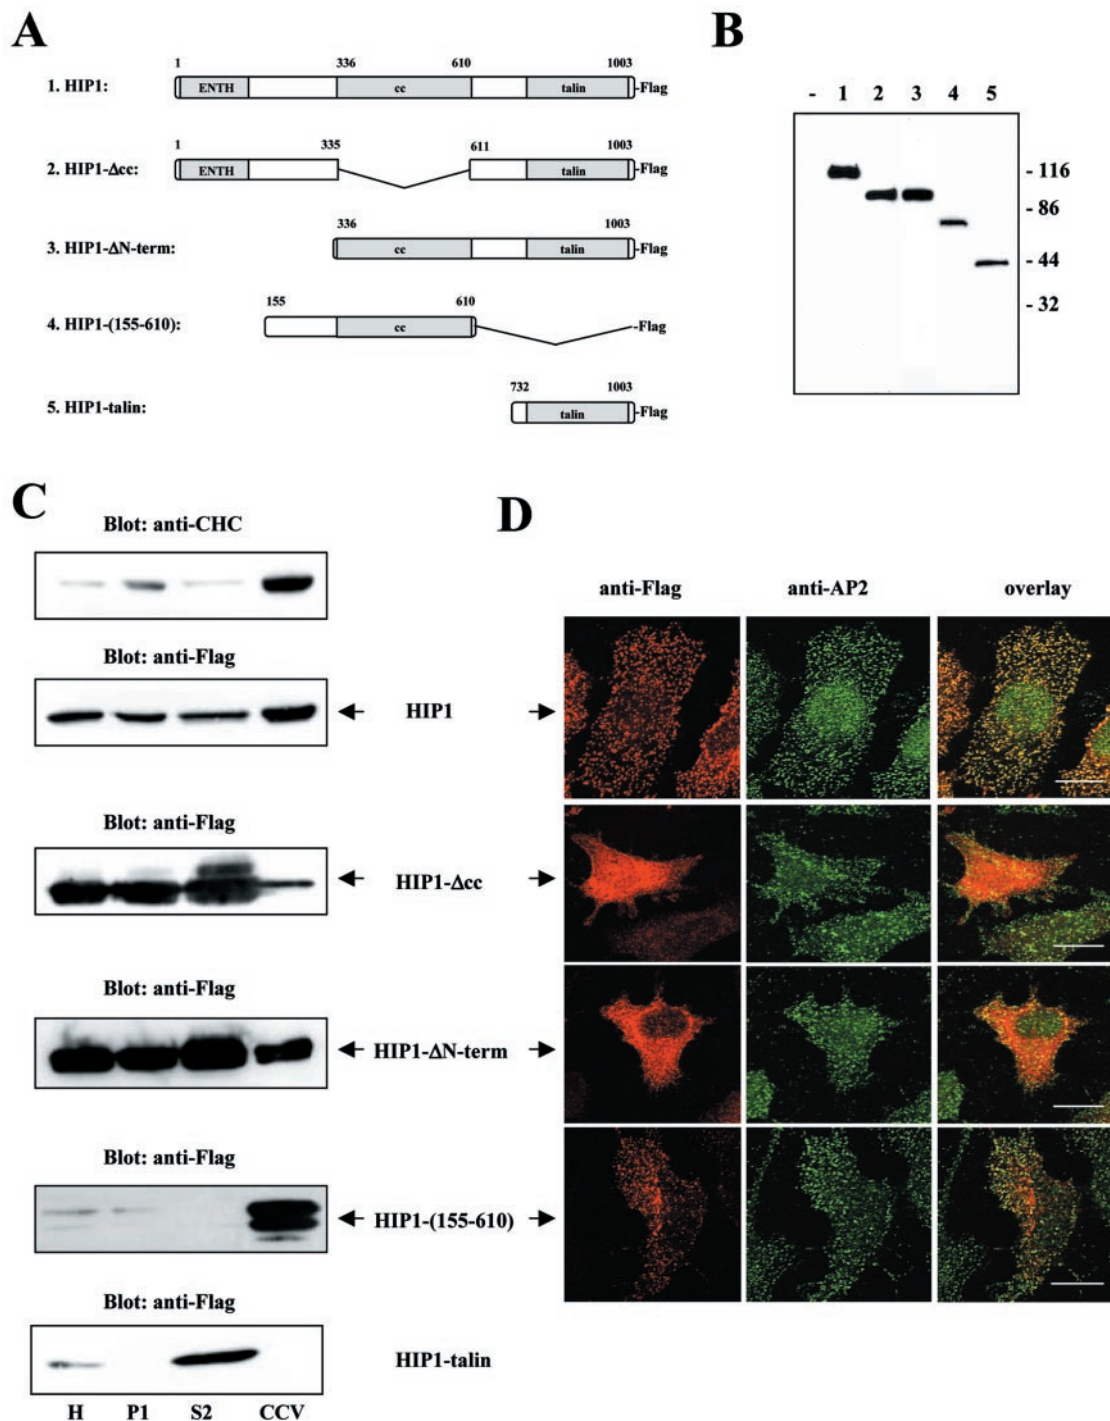 A
1 336 610 1003
1. HIP1: ENTH cc talin -Flag
1 335 611 1003
2. HIP1-Δcc: ENTH talin -Flag
336 1003
3. HIP1-ΔN-term: cc talin -Flag
155 610
4. HIP1-(155-610): cc -Flag
732 1003
5. HIP1-talin: talin -Flag
B
- 1 2 3 4 5
- 116
- 86
- 44
- 32
C
Blot: anti-CHC
Blot: anti-Flag
HIP1
Blot: anti-Flag
HIP1-Δcc
Blot: anti-Flag
HIP1-ΔN-term
Blot: anti-Flag
HIP1-(155-610)
Blot: anti-Flag
HIP1-talin
H P1 S2 CCV
D
anti-Flag anti-AP2 overlay